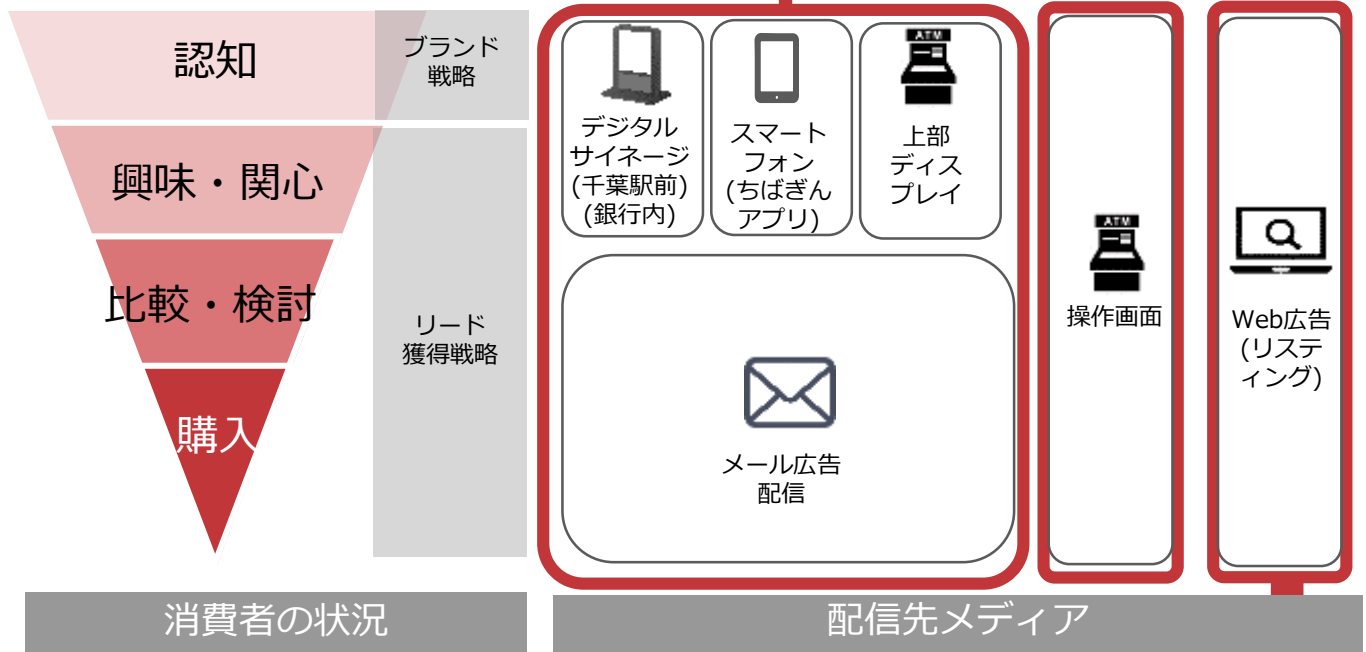 認知
ブランド
戦略
興味・関心
比較・検討
購入
リード
獲得戦略
デジタル
サイネージ
(千葉駅前)
(銀行内)
スマート
フォン
(ちばぎん
アプリ)
ATM
上部
ディス
プレイ
メール広告
配信
ATM
操作画面
Web広告
(リステ
ィング)
消費者の状況
配信先メディア